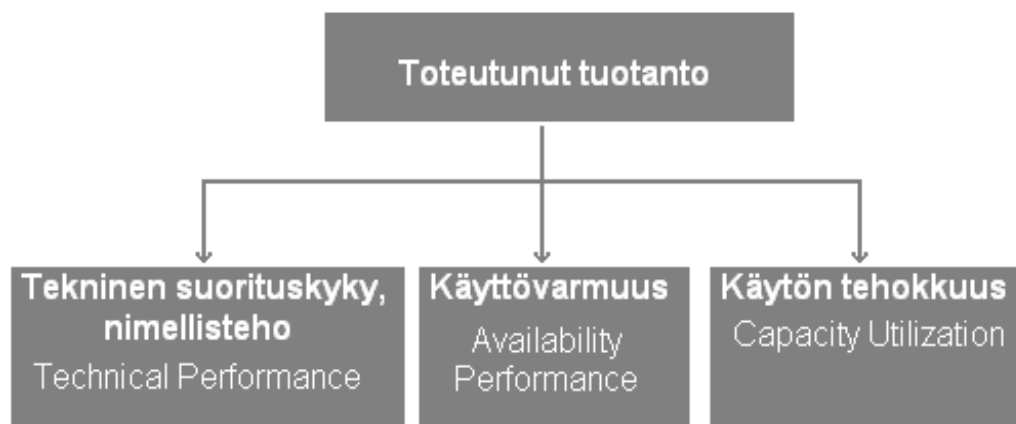 Toteutunut tuotanto
Tekninen suorituskyky,
nimellisteho
Technical Performance
Käyttövarmuus
Availability
Performance
Käytön tehokkuus
Capacity Utilization